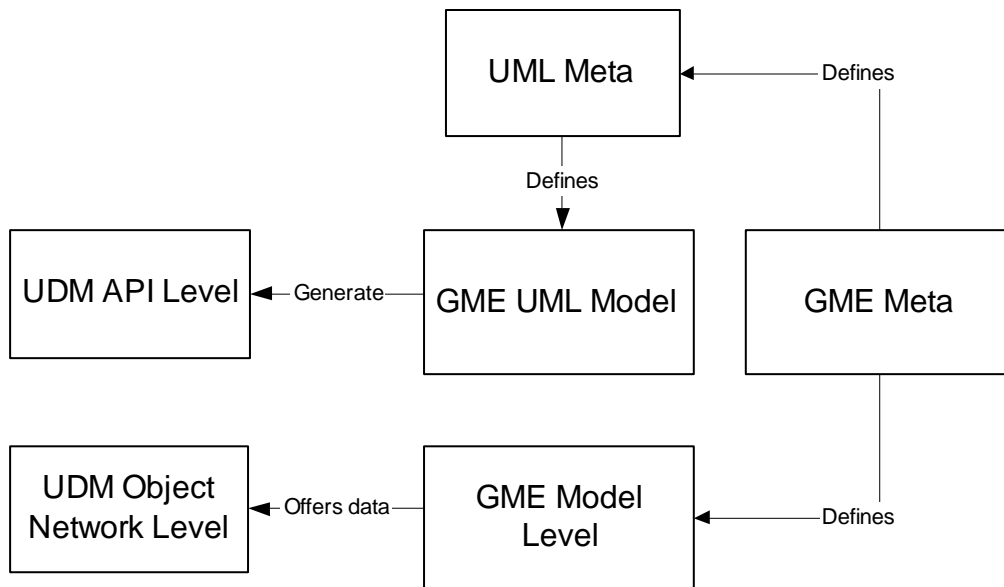 UML Meta
Defines
Defines
UDM API Level
Generate
GME UML Model
GME Meta
UDM Object
Network Level
Offers data
GME Model
Level
Defines